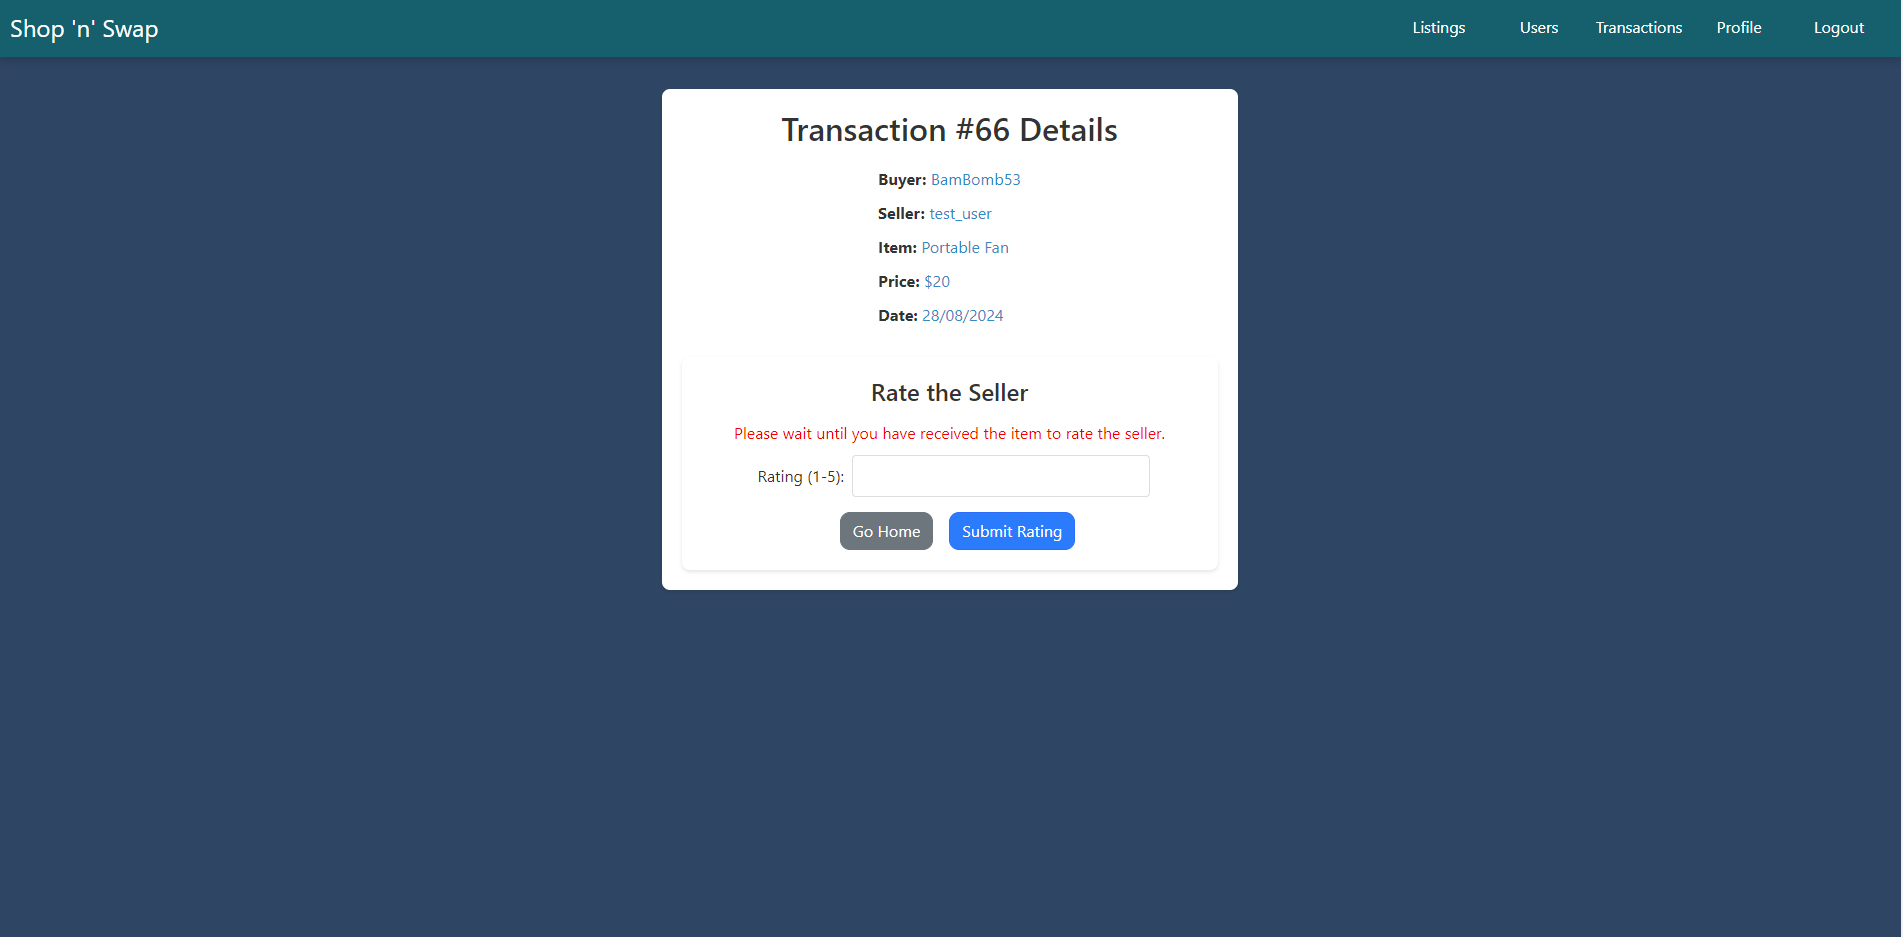 Shop 'n' Swap
Listings Users Transactions Profile Logout
Transaction #66 Details
Buyer: BamBomb53
Seller: test_user
Item: Portable Fan
Price: $20
Date: 28/08/2024
Rate the Seller
Please wait until you have received the item to rate the seller.
Rating (1-5):
Go Home Submit Rating